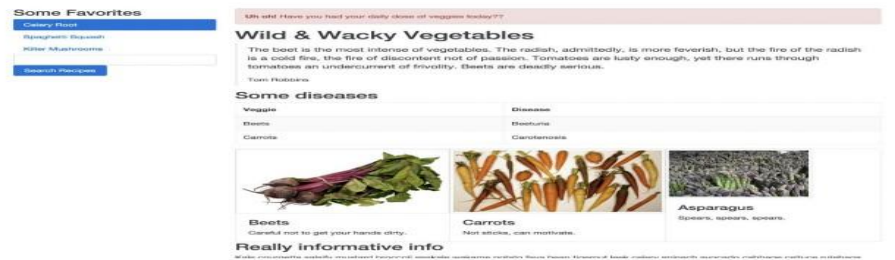 Some Favorites
Celery Root
Spaghetti Squash
Killer Mushrooms
Search Recipes
Uh oh! Have you had your daily dose of veggies today??
Wild & Wacky Vegetables
The beet is the most intense of vegetables. The radish, admittedly, is more feverish, but the fire of the radish
is a cold fire, the fire of discontent not of passion. Tomatoes are lusty enough, yet there runs through
tomatoes an undercurrent of frivolity. Beets are deadly serious.
Tom Robbins
Some diseases
Veggie Disease
Beets Beeturia
Carrots Carotenosis
Beets
Careful not to get your hands dirty.
Carrots
Not sticks, can motivate.
Asparagus
Spears, spears, spears.
Really informative info